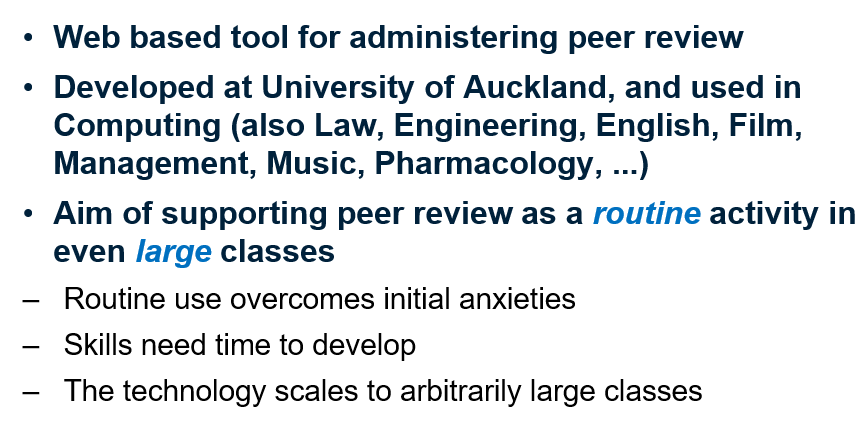 • Web based tool for administering peer review
• Developed at University of Auckland, and used in
Computing (also Law, Engineering, English, Film,
Management, Music, Pharmacology, ...)
• Aim of supporting peer review as a routine activity in
even large classes
– Routine use overcomes initial anxieties
– Skills need time to develop
– The technology scales to arbitrarily large classes